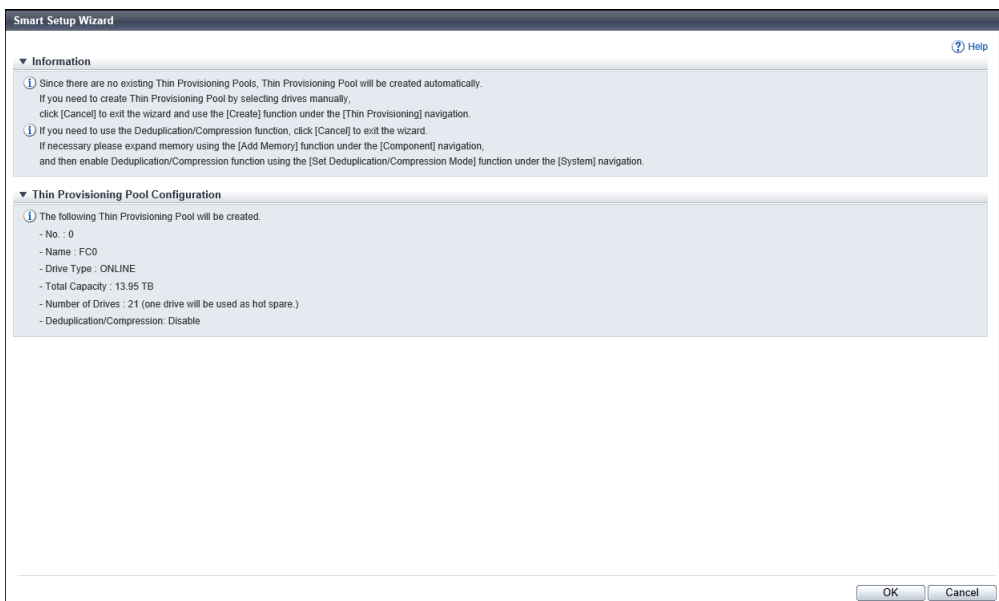 Smart Setup Wizard
? Help
▼ Information
i Since there are no existing Thin Provisioning Pools, Thin Provisioning Pool will be created automatically.
If you need to create Thin Provisioning Pool by selecting drives manually,
click [Cancel] to exit the wizard and use the [Create] function under the [Thin Provisioning] navigation.
i If you need to use the Deduplication/Compression function, click [Cancel] to exit the wizard.
If necessary please expand memory using the [Add Memory] function under the [Component] navigation,
and then enable Deduplication/Compression function using the [Set Deduplication/Compression Mode] function under the [System] navigation.
▼ Thin Provisioning Pool Configuration
i The following Thin Provisioning Pool will be created.
- No. : 0
- Name : FC0
- Drive Type : ONLINE
- Total Capacity : 13.95 TB
- Number of Drives : 21 (one drive will be used as hot spare.)
- Deduplication/Compression: Disable
OK Cancel